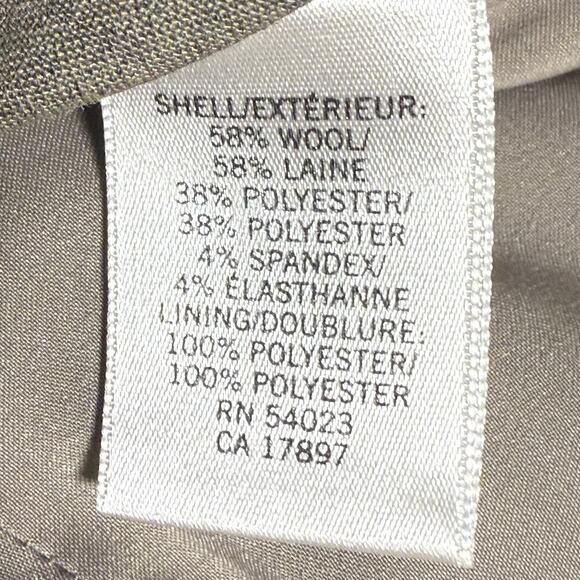 SHELL/EXTÉRIEUR:
58% WOOL/
58% LAINE
38% POLYESTER/
38% POLYESTER
4% SPANDEX/
4% ÉLASTHANNE
LINING/DOUBLURE:
100% POLYESTER/
100% POLYESTER
RN 54023
CA 17897